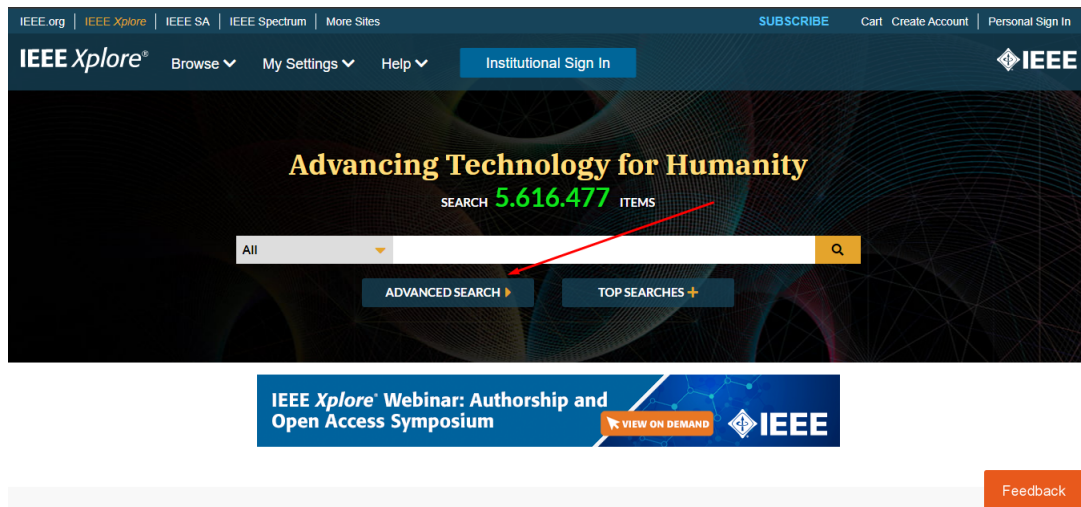 IEEE.org IEEE Xplore IEEE SA IEEE Spectrum More Sites SUBSCRIBE Cart Create Account Personal Sign In
IEEE Xplore® Browse My Settings Help Institutional Sign In IEEE
Advancing Technology for Humanity
SEARCH 5.616.477 ITEMS
All
ADVANCED SEARCH TOP SEARCHES
IEEE Xplore® Webinar: Authorship and
Open Access Symposium VIEW ON DEMAND IEEE
Feedback